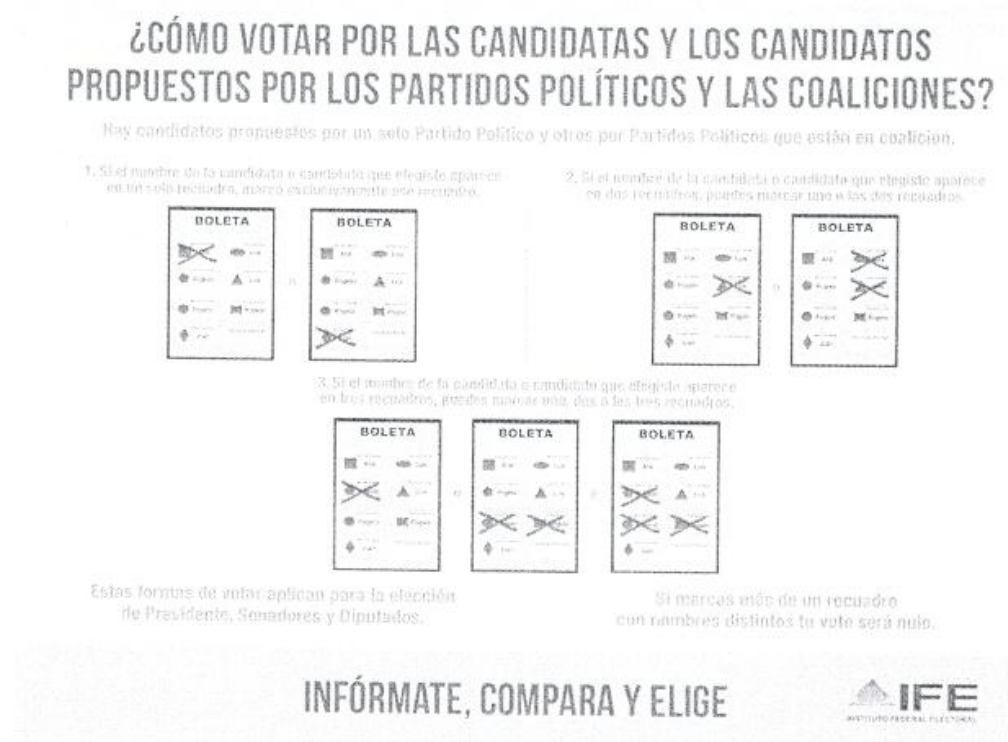 ¿CÓMO VOTAR POR LAS CANDIDATAS Y LOS CANDIDATOS
PROPUESTOS POR LOS PARTIDOS POLÍTICOS Y LAS COALICIONES?
Hay candidatos propuestos por un solo Partido Político y otros por Partidos Políticos que están en coalición.
1. Si el nombre de la candidata o candidato que elegiste aparece
en un solo recuadro, marca exclusivamente ese recuadro.
BOLETA
o
BOLETA
2. Si el nombre de la candidata o candidato que elegiste aparece
en dos recuadros, puedes marcar uno o los dos recuadros.
BOLETA
o
BOLETA
3. Si el nombre de la candidata o candidato que elegiste aparece
en tres recuadros, puedes marcar uno, dos o los tres recuadros.
BOLETA
o
BOLETA
o
BOLETA
Estas formas de votar aplican para la elección
de Presidente, Senadores y Diputados.
Si marcas más de un recuadro
con nombres distintos tu voto será nulo.
INFÓRMATE, COMPARA Y ELIGE
IFE
INSTITUTO FEDERAL ELECTORAL